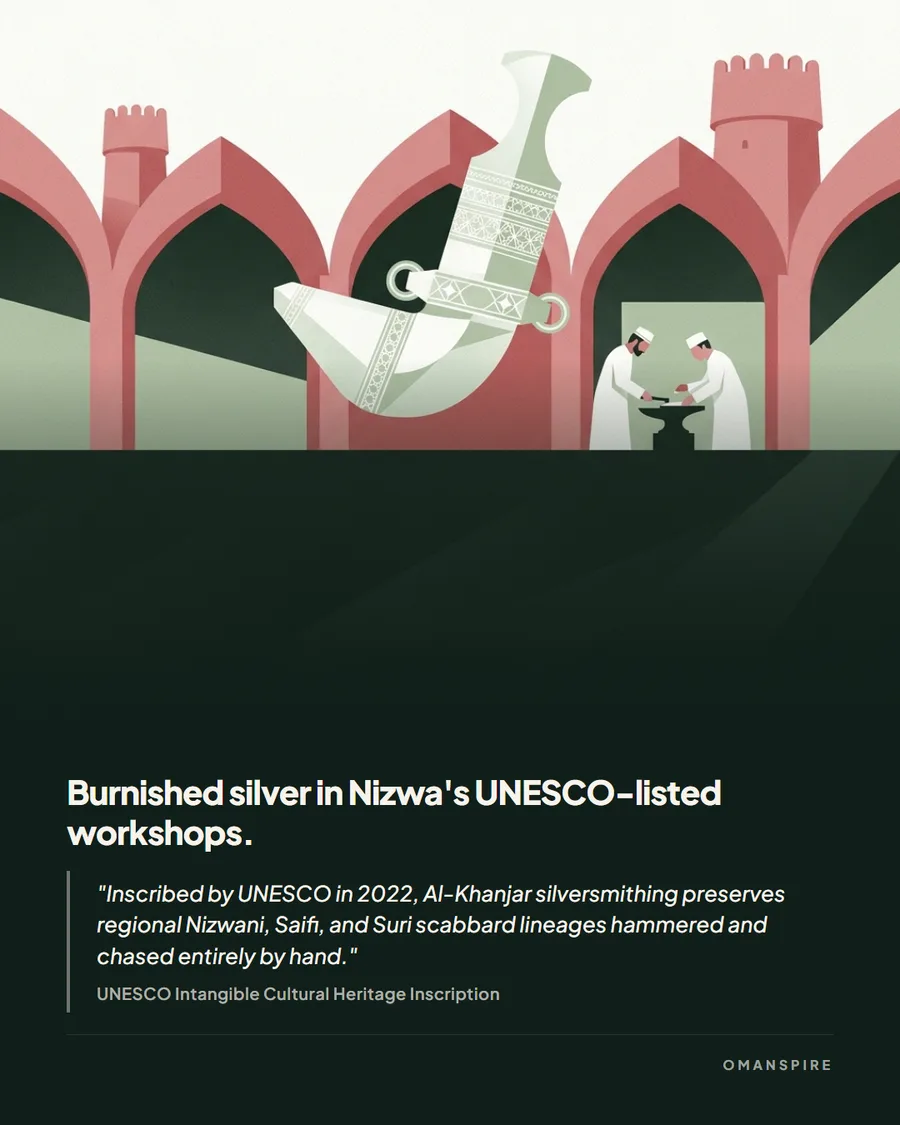 Burnished silver in Nizwa's UNESCO-listed
workshops.
"Inscribed by UNESCO in 2022, Al-Khanjar silversmithing preserves
regional Nizwani, Saifi, and Suri scabbard lineages hammered and
chased entirely by hand."
UNESCO Intangible Cultural Heritage Inscription
OMANSPIRE